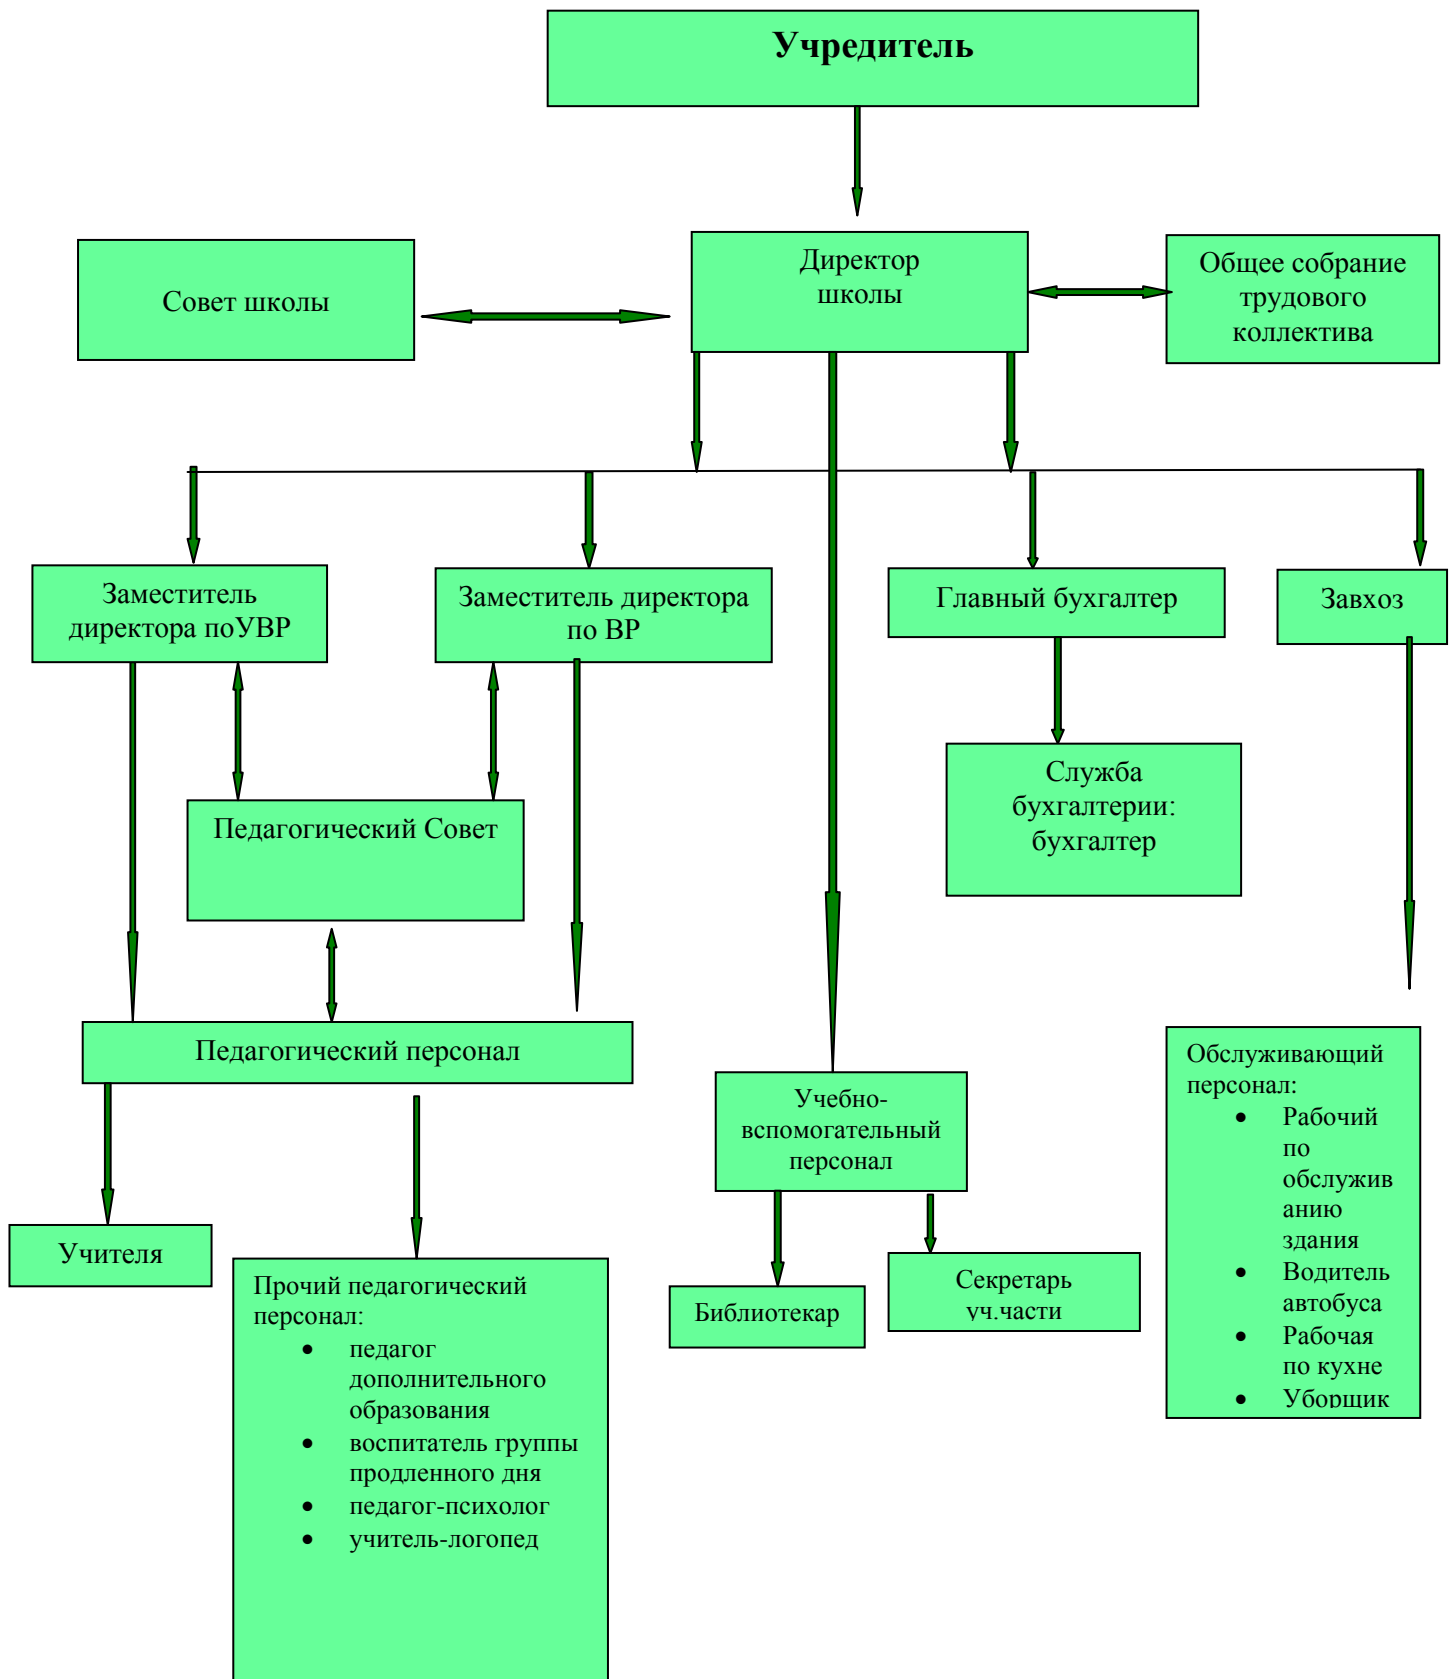 Учредитель
Совет школы
Директор
школы
Общее собрание
трудового
коллектива
Заместитель
директора поУВР
Заместитель директора
по ВР
Главный бухгалтер
Завхоз
Служба
бухгалтерии:
бухгалтер
Педагогический Совет
Педагогический персонал
Учебно-
вспомогательный
персонал
Обслуживающий
персонал:
• Рабочий
по
обслужив
анию
здания
• Водитель
автобуса
• Рабочая
по кухне
• Уборщик
Учителя
Прочий педагогический
персонал:
• педагог
дополнительного
образования
• воспитатель группы
продленного дня
• педагог-психолог
• учитель-логопед
Библиотекар
Секретарь
уч.части